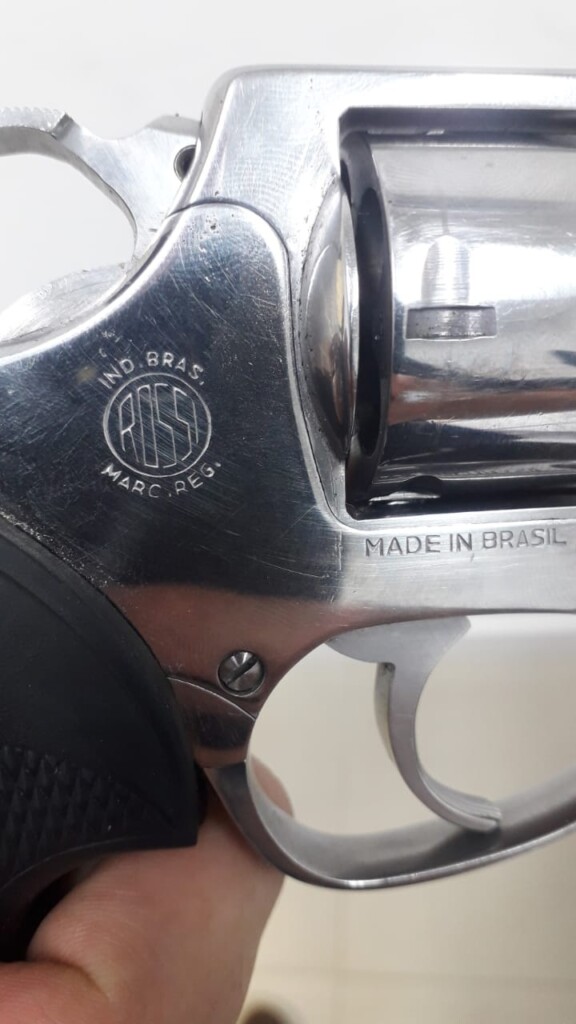 IND. BRAS.
ROSSI
MARC. REG.
MADE IN BRASIL